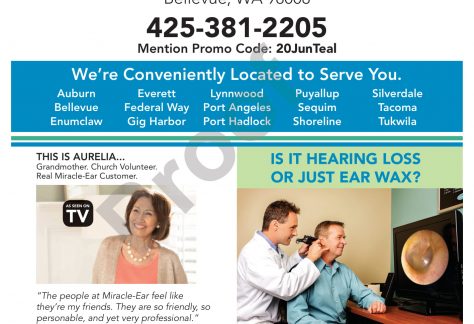 Bellevue, WA 98008
425-381-2205
Mention Promo Code: 20JunTeal
We're Conveniently Located to Serve You.
Auburn Everett Lynnwood Puyallup Silverdale
Bellevue Federal Way Port Angeles Sequim Tacoma
Enumclaw Gig Harbor Port Hadlock Shoreline Tukwila
THIS IS AURELIA...
Grandmother. Church Volunteer.
Real Miracle-Ear Customer.
AS SEEN ON
TV
"The people at Miracle-Ear feel like
they're my friends. They are so friendly, so
personable, and yet very professional."
IS IT HEARING LOSS
OR JUST EAR WAX?
Proof